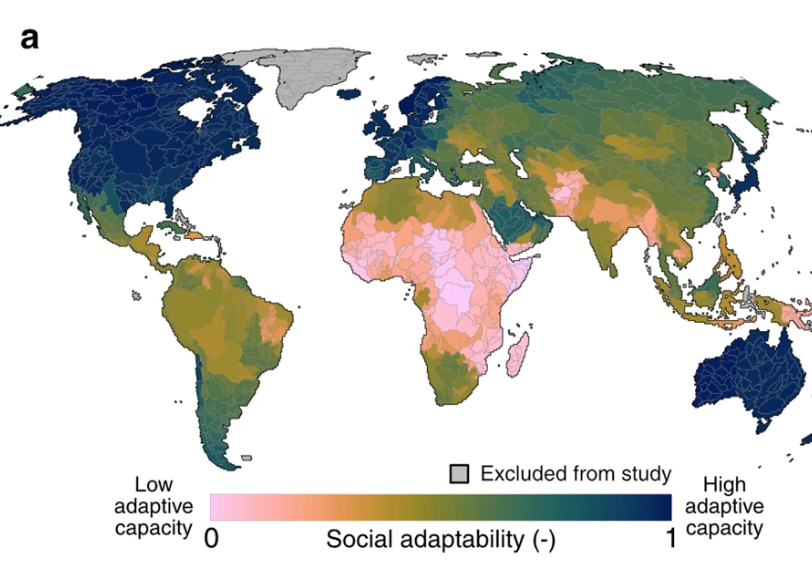 a
Excluded from study
Low
adaptive
capacity
High
adaptive
capacity
0
Social adaptability (-)
1